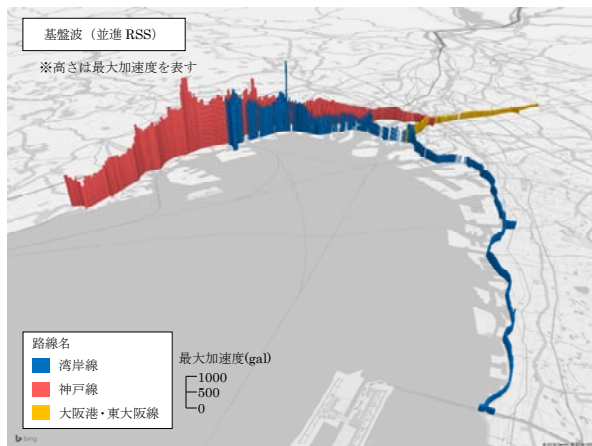 基盤波（並進 RSS）
※高さは最大加速度を表す
路線名
湾岸線
神戸線
大阪港・東大阪線
最大加速度(gal)
1000
500
0
bing